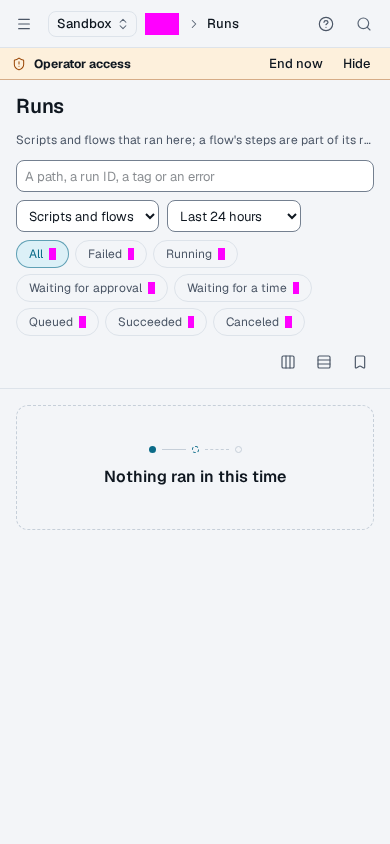 Sandbox
Runs
Operator access
End now
Hide
Runs
Scripts and flows that ran here; a flow's steps are part of its r…
A path, a run ID, a tag or an error
Scripts and flows
Last 24 hours
All
Failed
Running
Waiting for approval
Waiting for a time
Queued
Succeeded
Canceled
Nothing ran in this time